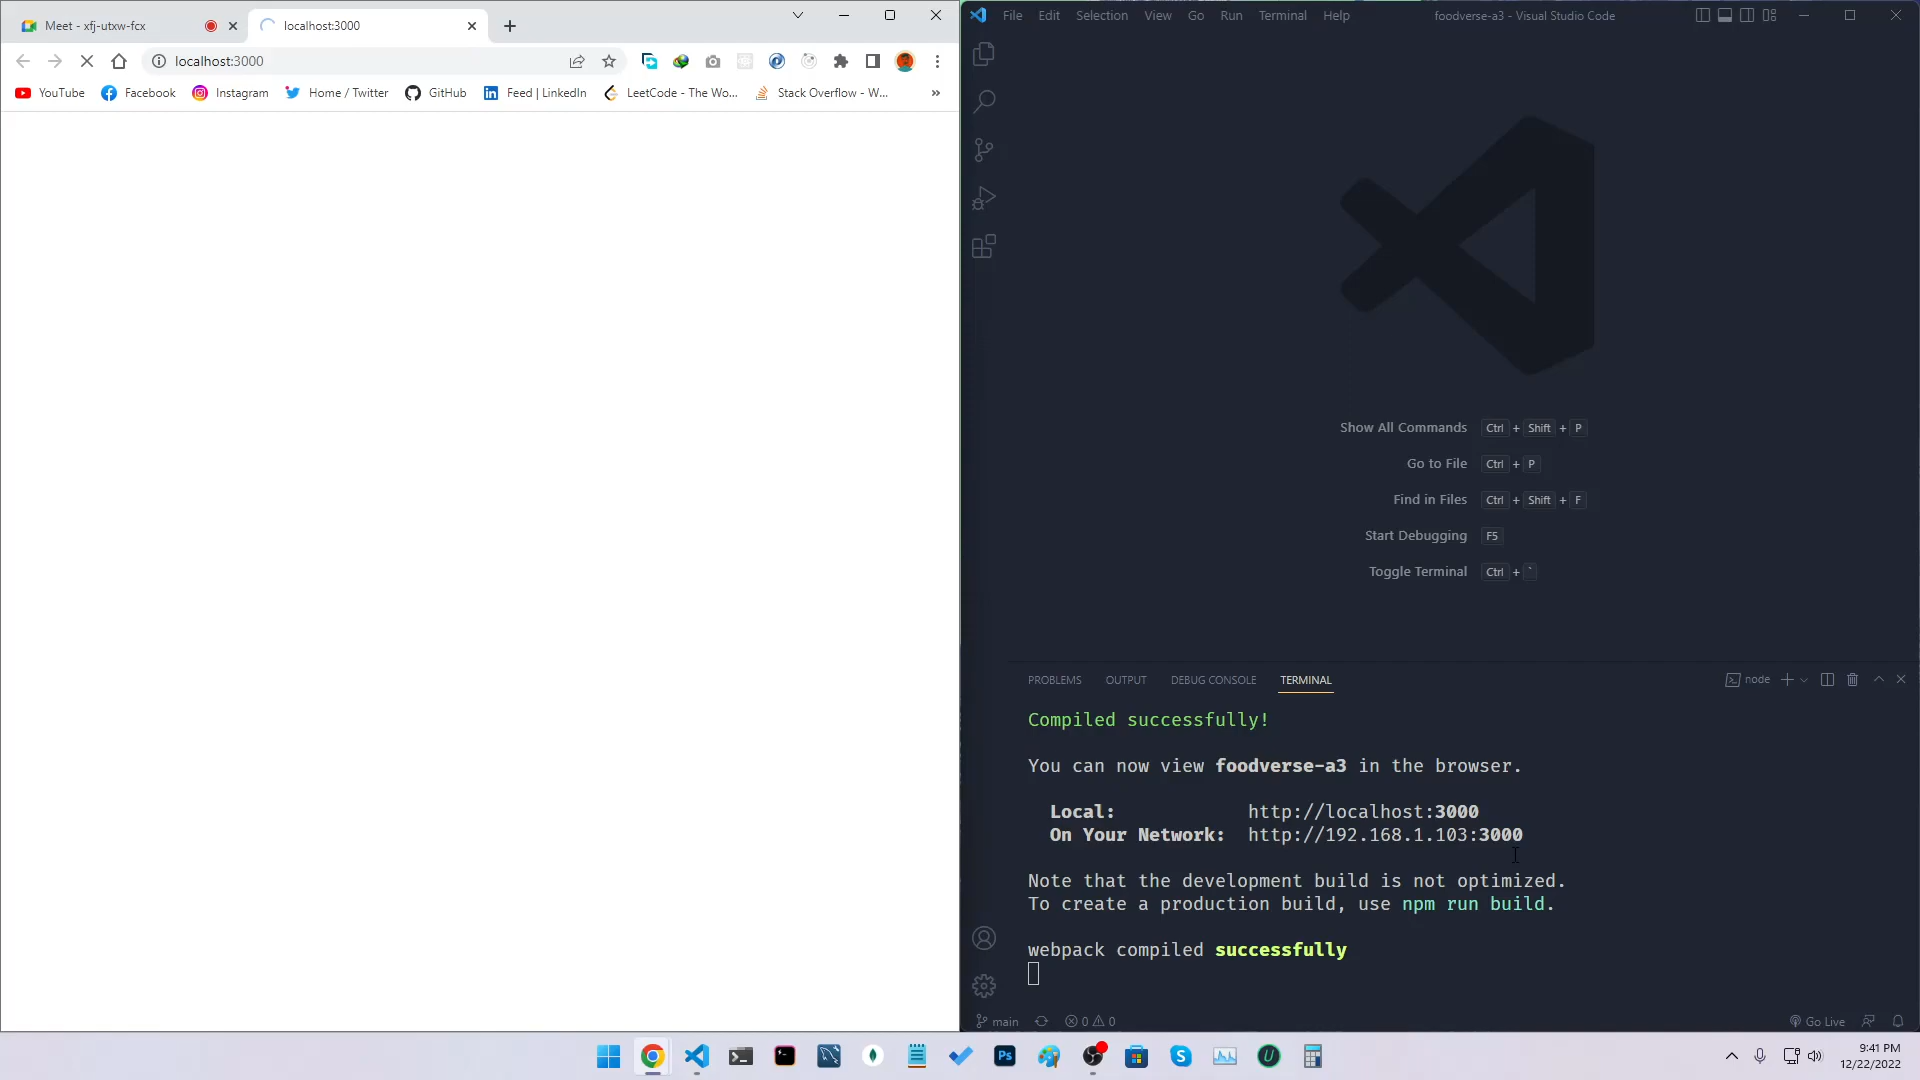 Meet - xfj-utxw-fcx
localhost:3000
localhost:3000
YouTube
Facebook
Instagram
Home / Twitter
GitHub
Feed | LinkedIn
LeetCode - The Wo...
Stack Overflow - W...
»
File Edit Selection View Go Run Terminal Help
foodverse-a3 - Visual Studio Code
Show All Commands Ctrl + Shift + P
Go to File Ctrl + P
Find in Files Ctrl + Shift + F
Start Debugging F5
Toggle Terminal Ctrl + `
PROBLEMS OUTPUT DEBUG CONSOLE TERMINAL
node
Compiled successfully!
You can now view foodverse-a3 in the browser.
Local: http://localhost:3000
On Your Network: http://192.168.1.103:3000
Note that the development build is not optimized.
To create a production build, use npm run build.
webpack compiled successfully
main
0 0
Go Live
Ps
9:41 PM
12/22/2022